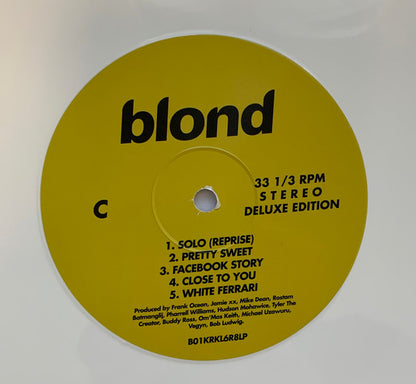 blond
C
33 1/3 RPM
STEREO
DELUXE EDITION
1. SOLO (REPRISE)
2. PRETTY SWEET
3. FACEBOOK STORY
4. CLOSE TO YOU
5. WHITE FERRARI
Produced by Frank Ocean, Jamie xx, Mike Dean, Rostam
Batmanglij, Pharrell Williams, Hudson Mohawke, Tyler The
Creator, Buddy Ross, Om'Mas Keith, Michael Uzowuru,
Vegyn, Bob Ludwig.
B01KRKL6R8LP